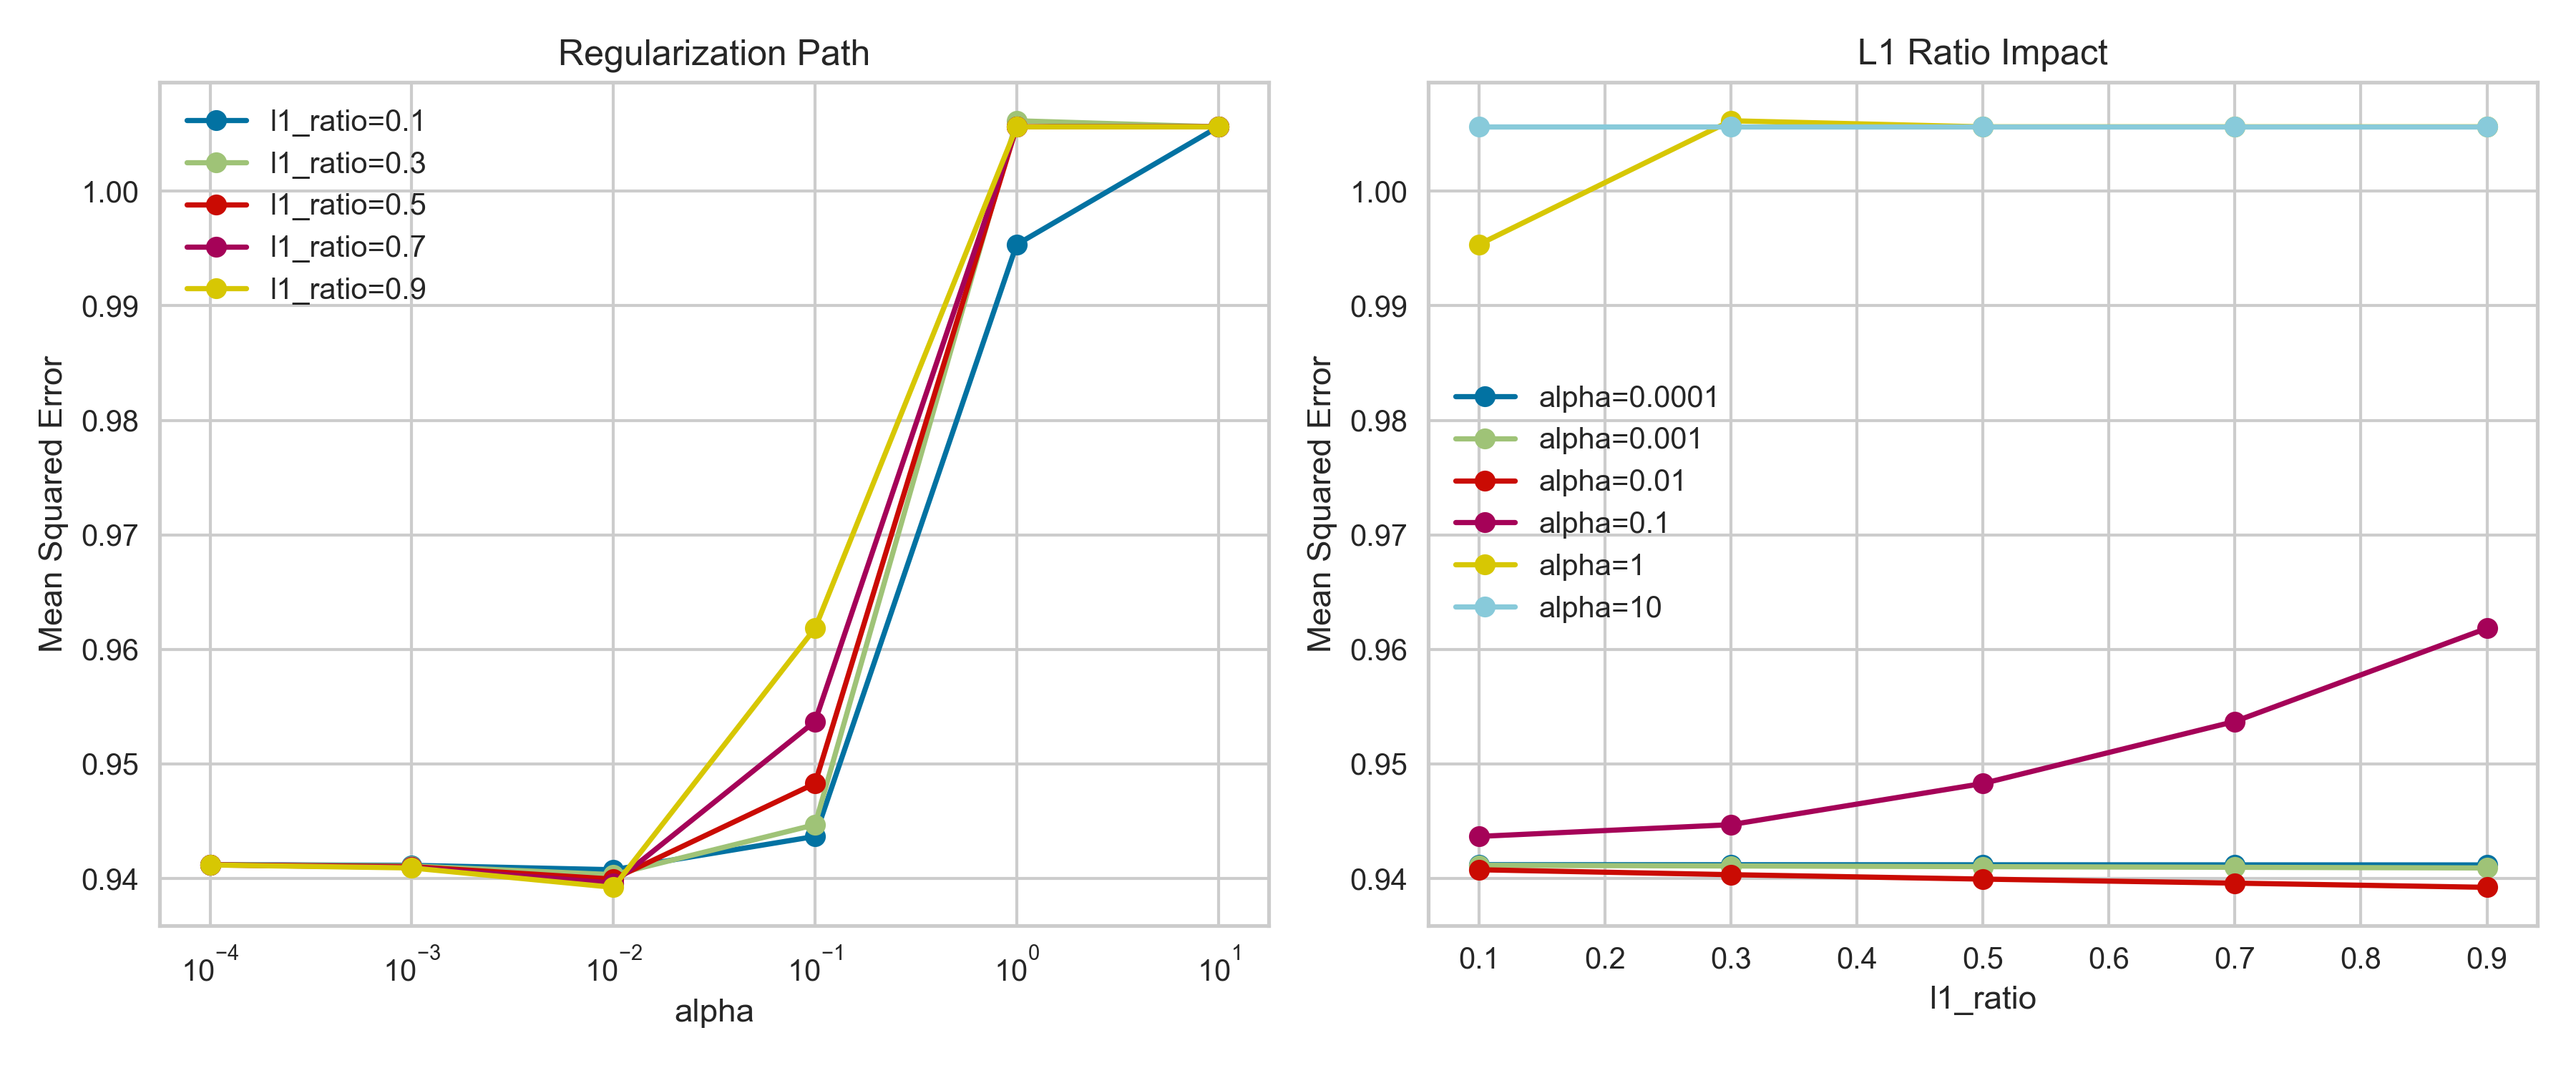 Regularization Path
l1_ratio=0.1
l1_ratio=0.3
l1_ratio=0.5
l1_ratio=0.7
l1_ratio=0.9
1.00
0.99
0.98
0.97
0.96
0.95
0.94
Mean Squared Error
10⁻⁴ 10⁻³ 10⁻² 10⁻¹ 10⁰ 10¹
alpha
L1 Ratio Impact
alpha=0.0001
alpha=0.001
alpha=0.01
alpha=0.1
alpha=1
alpha=10
1.00
0.99
0.98
0.97
0.96
0.95
0.94
Mean Squared Error
0.1 0.2 0.3 0.4 0.5 0.6 0.7 0.8 0.9
l1_ratio